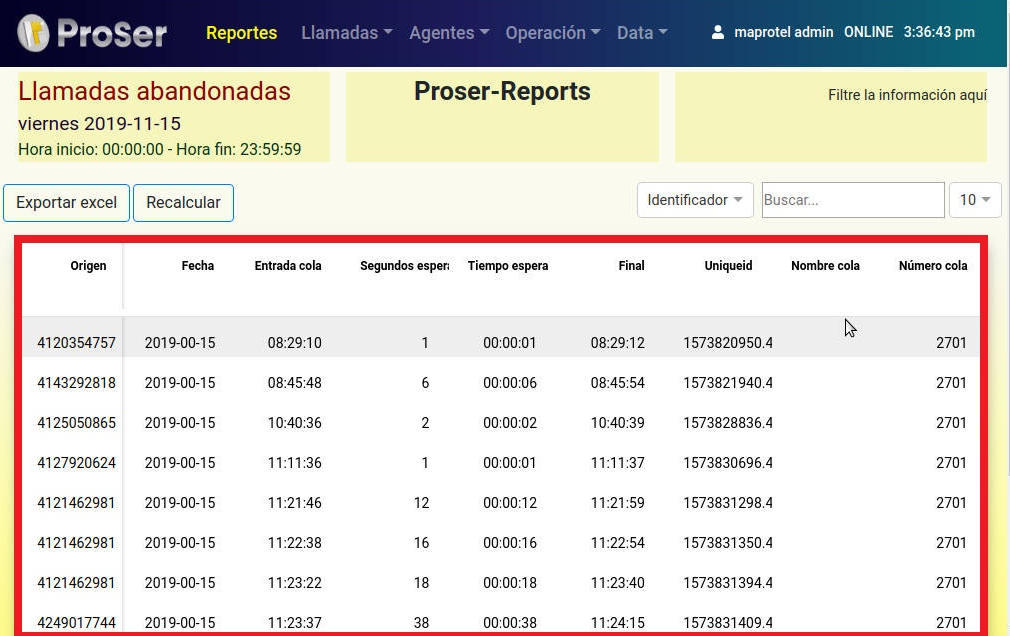 ProSer Reportes Llamadas Agentes Operación Data maprotel admin ONLINE 3:36:43 pm
Llamadas abandonadas
viernes 2019-11-15
Hora inicio: 00:00:00 - Hora fin: 23:59:59
Proser-Reports
Filtre la información aquí
Exportar excel Recalcular Identificador Buscar... 10
Origen Fecha Entrada cola Segundos espera Tiempo espera Final Uniqueid Nombre cola Número cola
4120354757 2019-00-15 08:29:10 1 00:00:01 08:29:12 1573820950.4 2701
4143292818 2019-00-15 08:45:48 6 00:00:06 08:45:54 1573821940.4 2701
4125050865 2019-00-15 10:40:36 2 00:00:02 10:40:39 1573828836.4 2701
4127920624 2019-00-15 11:11:36 1 00:00:01 11:11:37 1573830696.4 2701
4121462981 2019-00-15 11:21:46 12 00:00:12 11:21:59 1573831298.4 2701
4121462981 2019-00-15 11:22:38 16 00:00:16 11:22:54 1573831350.4 2701
4121462981 2019-00-15 11:23:22 18 00:00:18 11:23:40 1573831394.4 2701
4249017744 2019-00-15 11:23:37 38 00:00:38 11:24:15 1573831409.4 2701